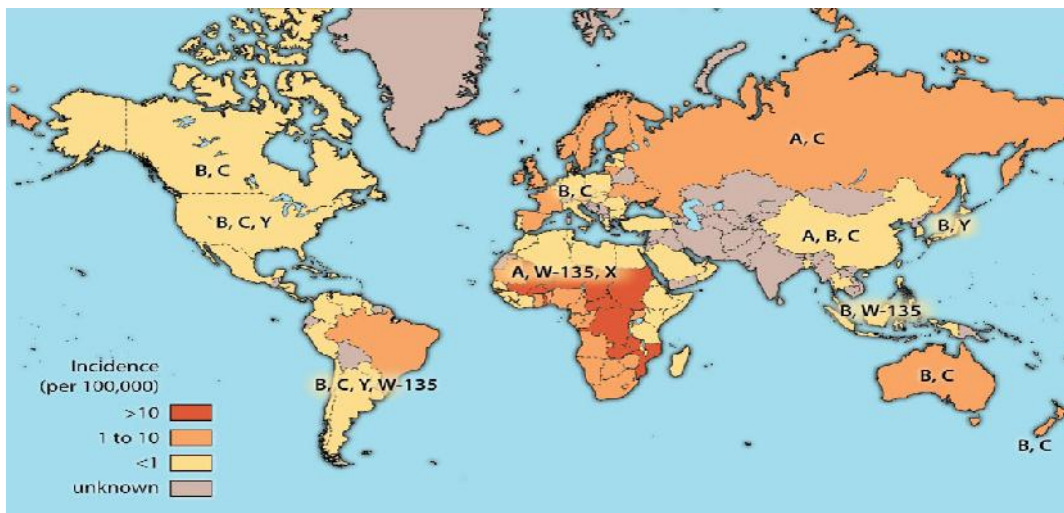 A, C
B, C
B, C
B, C, Y
A, B, C
B, Y
A, W-135, X
B, W-135
B, C, Y, W-135
B, C
B, C
Incidence
(per 100,000)
>10
1 to 10
<1
unknown